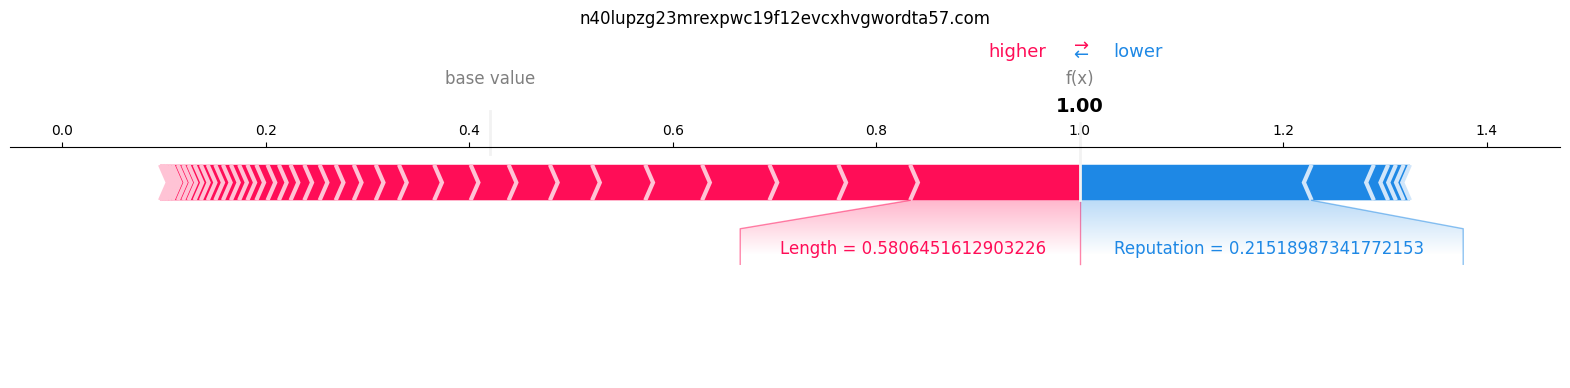 n40lupzg23mrexpwc19f12evcxhvgwordta57.com
higher ⇄ lower
base value f(x)
1.00
0.0 0.2 0.4 0.6 0.8 1.0 1.2 1.4
Length = 0.5806451612903226 Reputation = 0.21518987341772153